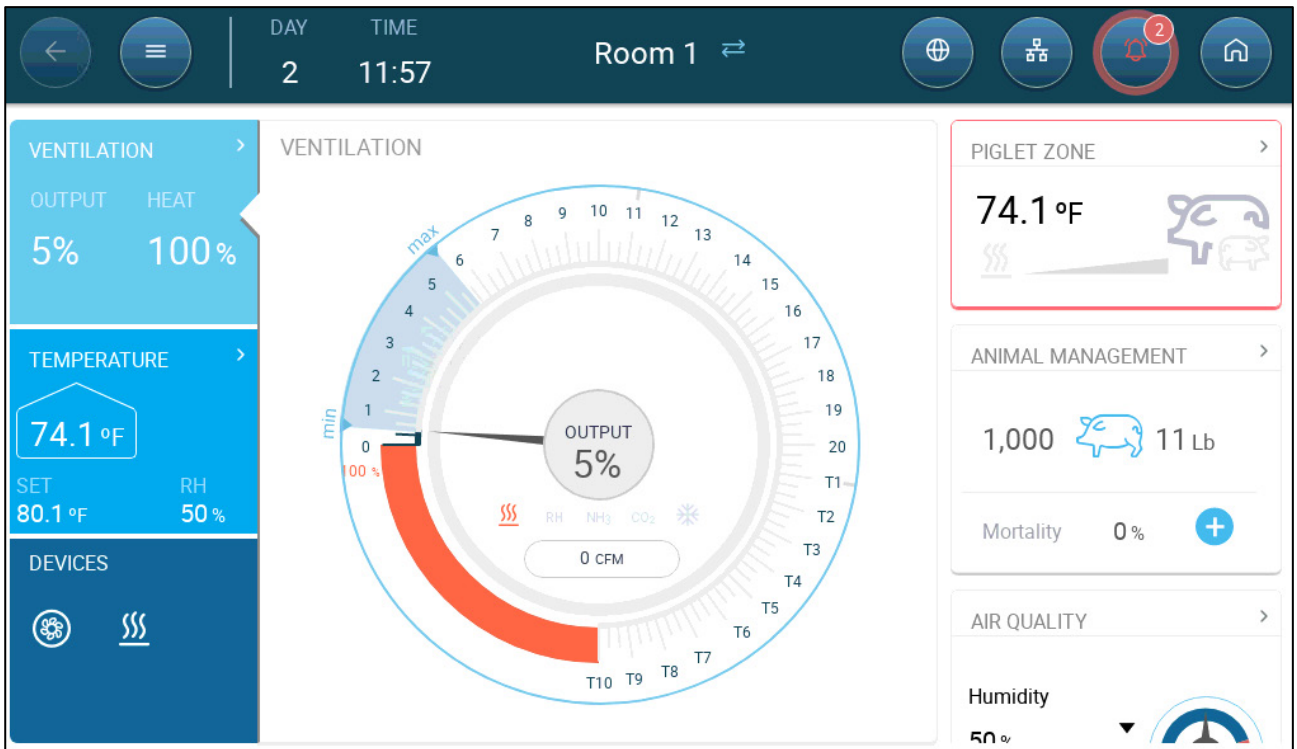 DAY TIME
2 11:57
Room 1
2
VENTILATION
OUTPUT HEAT
5% 100 %
TEMPERATURE
74.1 °F
SET RH
80.1 °F 50 %
DEVICES
VENTILATION
min
max
0
1
2
3
4
5
6
7
8
9
10
11
12
13
14
15
16
17
18
19
20
T1
T2
T3
T4
T5
T6
T7
T8
T9
T10
100 %
OUTPUT
5%
RH NH3 CO2
0 CFM
PIGLET ZONE
74.1 °F
ANIMAL MANAGEMENT
1,000 11 Lb
Mortality 0 %
AIR QUALITY
Humidity
50 %